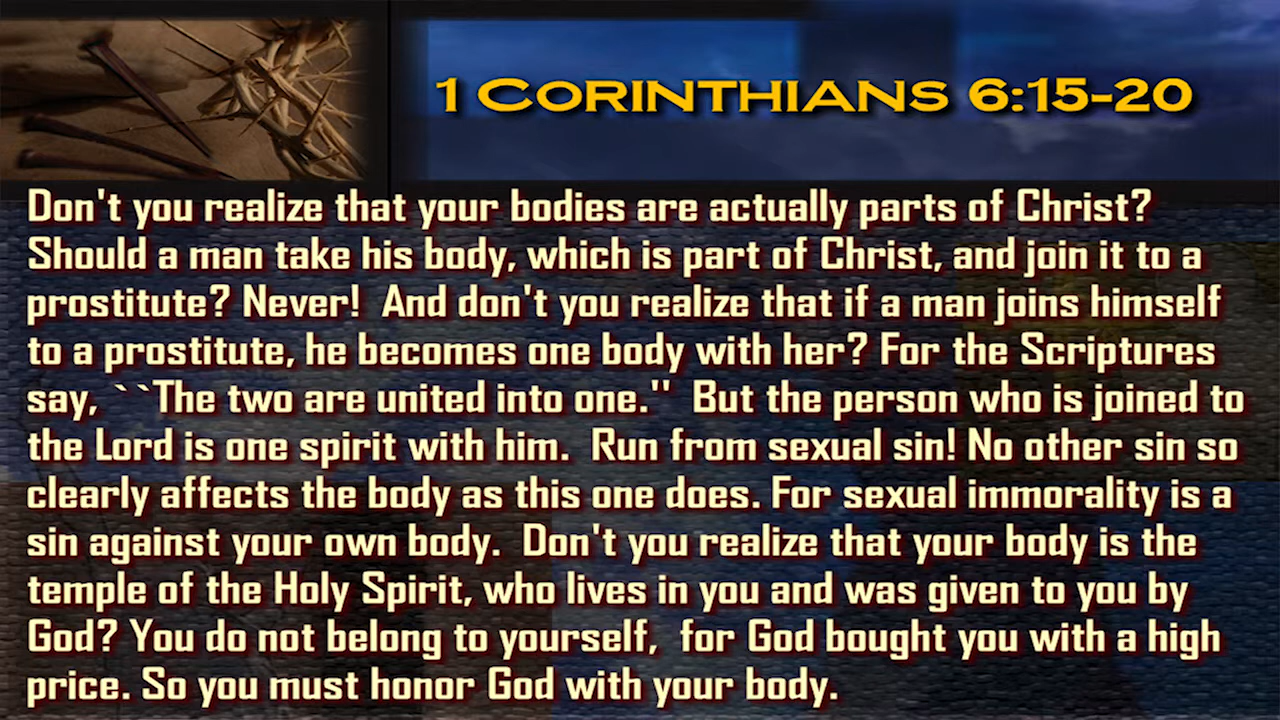 1 CORINTHIANS 6:15-20
Don't you realize that your bodies are actually parts of Christ?
Should a man take his body, which is part of Christ, and join it to a
prostitute? Never!  And don't you realize that if a man joins himself
to a prostitute, he becomes one body with her? For the Scriptures
say, ``The two are united into one.''  But the person who is joined to
the Lord is one spirit with him.  Run from sexual sin! No other sin so
clearly affects the body as this one does. For sexual immorality is a
sin against your own body.  Don't you realize that your body is the
temple of the Holy Spirit, who lives in you and was given to you by
God? You do not belong to yourself,  for God bought you with a high
price. So you must honor God with your body.